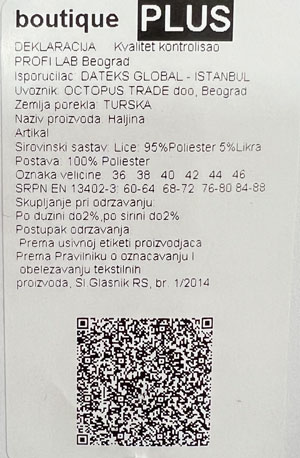 boutique PLUS
DEKLARACIJA Kvalitet kontrolisao
PROFI LAB Beograd
Isporučilac: DATEKS GLOBAL - ISTANBUL
Uvoznik: OCTOPUS TRADE doo, Beograd
Zemlja porekla: TURSKA
Naziv proizvoda: Haljina
Artikal
Sirovinski sastav: Lice: 95%Poliester 5%Likra
Postava: 100% Poliester
Oznaka velicine 36 38 40 42 44 46
SRPN EN 13402-3: 60-64 68-72 76-80 84-88
Skupljanje pri održavanju:
Po duzini do2%,po sirini do2%
Postupak odrzavanja
Prema usivnoj etiketi proizvodjaca
Prema Pravilniku o označavanju I
obelezavanju tekstilnih
proizvoda, Sl.Glasnik RS, br. 1/2014